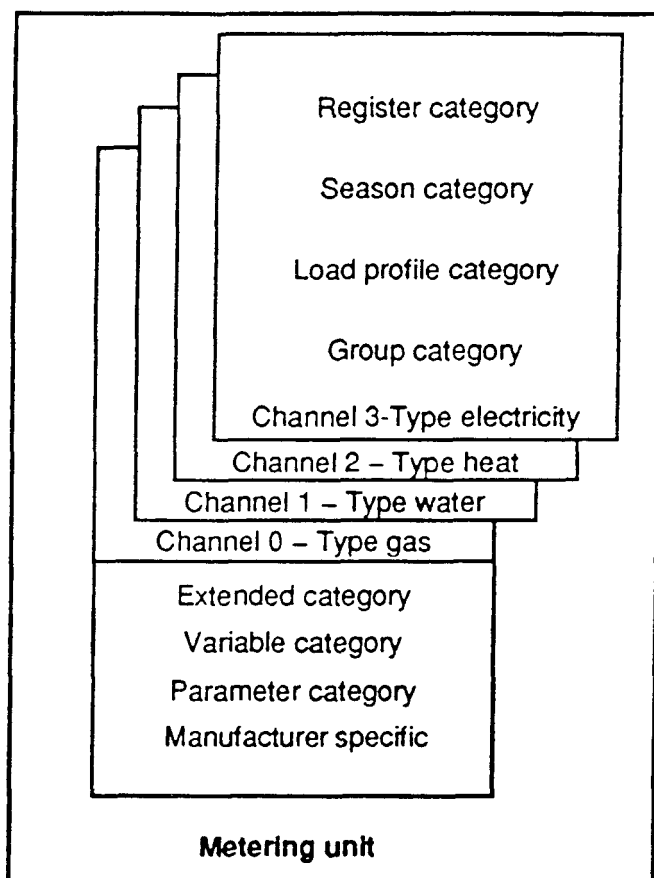 Register category
Season category
Load profile category
Group category
Channel 3-Type electricity
Channel 2 – Type heat
Channel 1 – Type water
Channel 0 – Type gas
Extended category
Variable category
Parameter category
Manufacturer specific
Metering unit